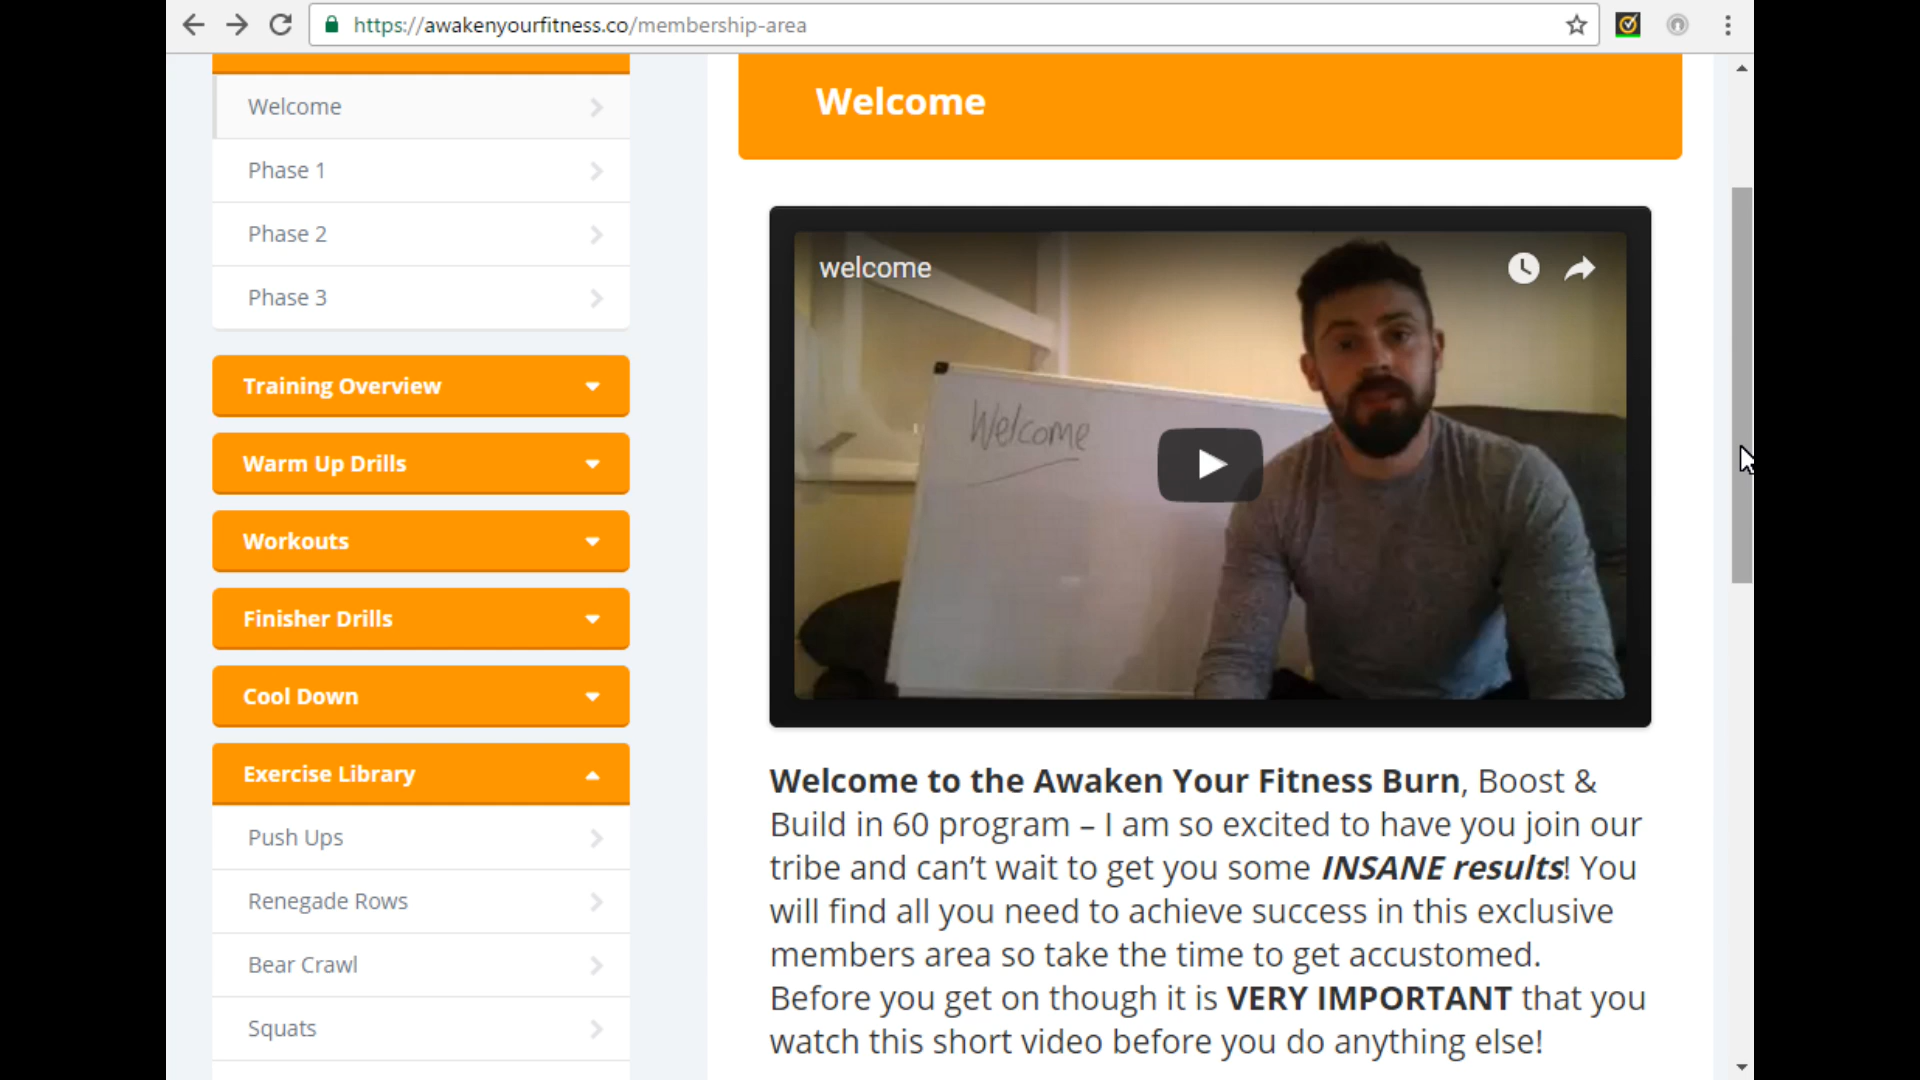 https://awakenyourfitness.co/membership-area
Welcome
Phase 1
Phase 2
Phase 3
Training Overview
Warm Up Drills
Workouts
Finisher Drills
Cool Down
Exercise Library
Push Ups
Renegade Rows
Bear Crawl
Squats
Welcome
welcome
Welcome
Welcome to the Awaken Your Fitness Burn, Boost &
Build in 60 program – I am so excited to have you join our
tribe and can't wait to get you some INSANE results! You
will find all you need to achieve success in this exclusive
members area so take the time to get accustomed.
Before you get on though it is VERY IMPORTANT that you
watch this short video before you do anything else!